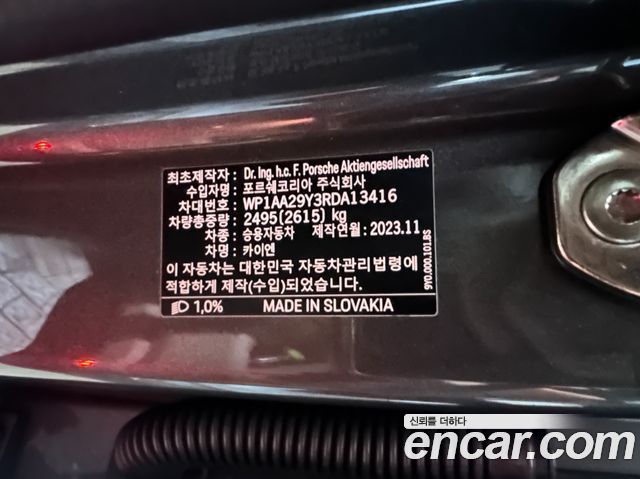 최초제작자 : Dr. Ing. h.c. F. Porsche Aktiengesellschaft
수입자명 : 포르쉐코리아 주식회사
차대번호 : WP1AA29Y3RDA13416
차량총중량 : 2495(2615) kg
차종 : 승용자동차 제작연월: 2023.11
차명 : 카이엔
이 자동차는 대한민국 자동차관리법령에
적합하게 제작(수입)되었습니다.
1,0% MADE IN SLOVAKIA
9Y0.000.101.BS
신뢰를 더하다
encar.com